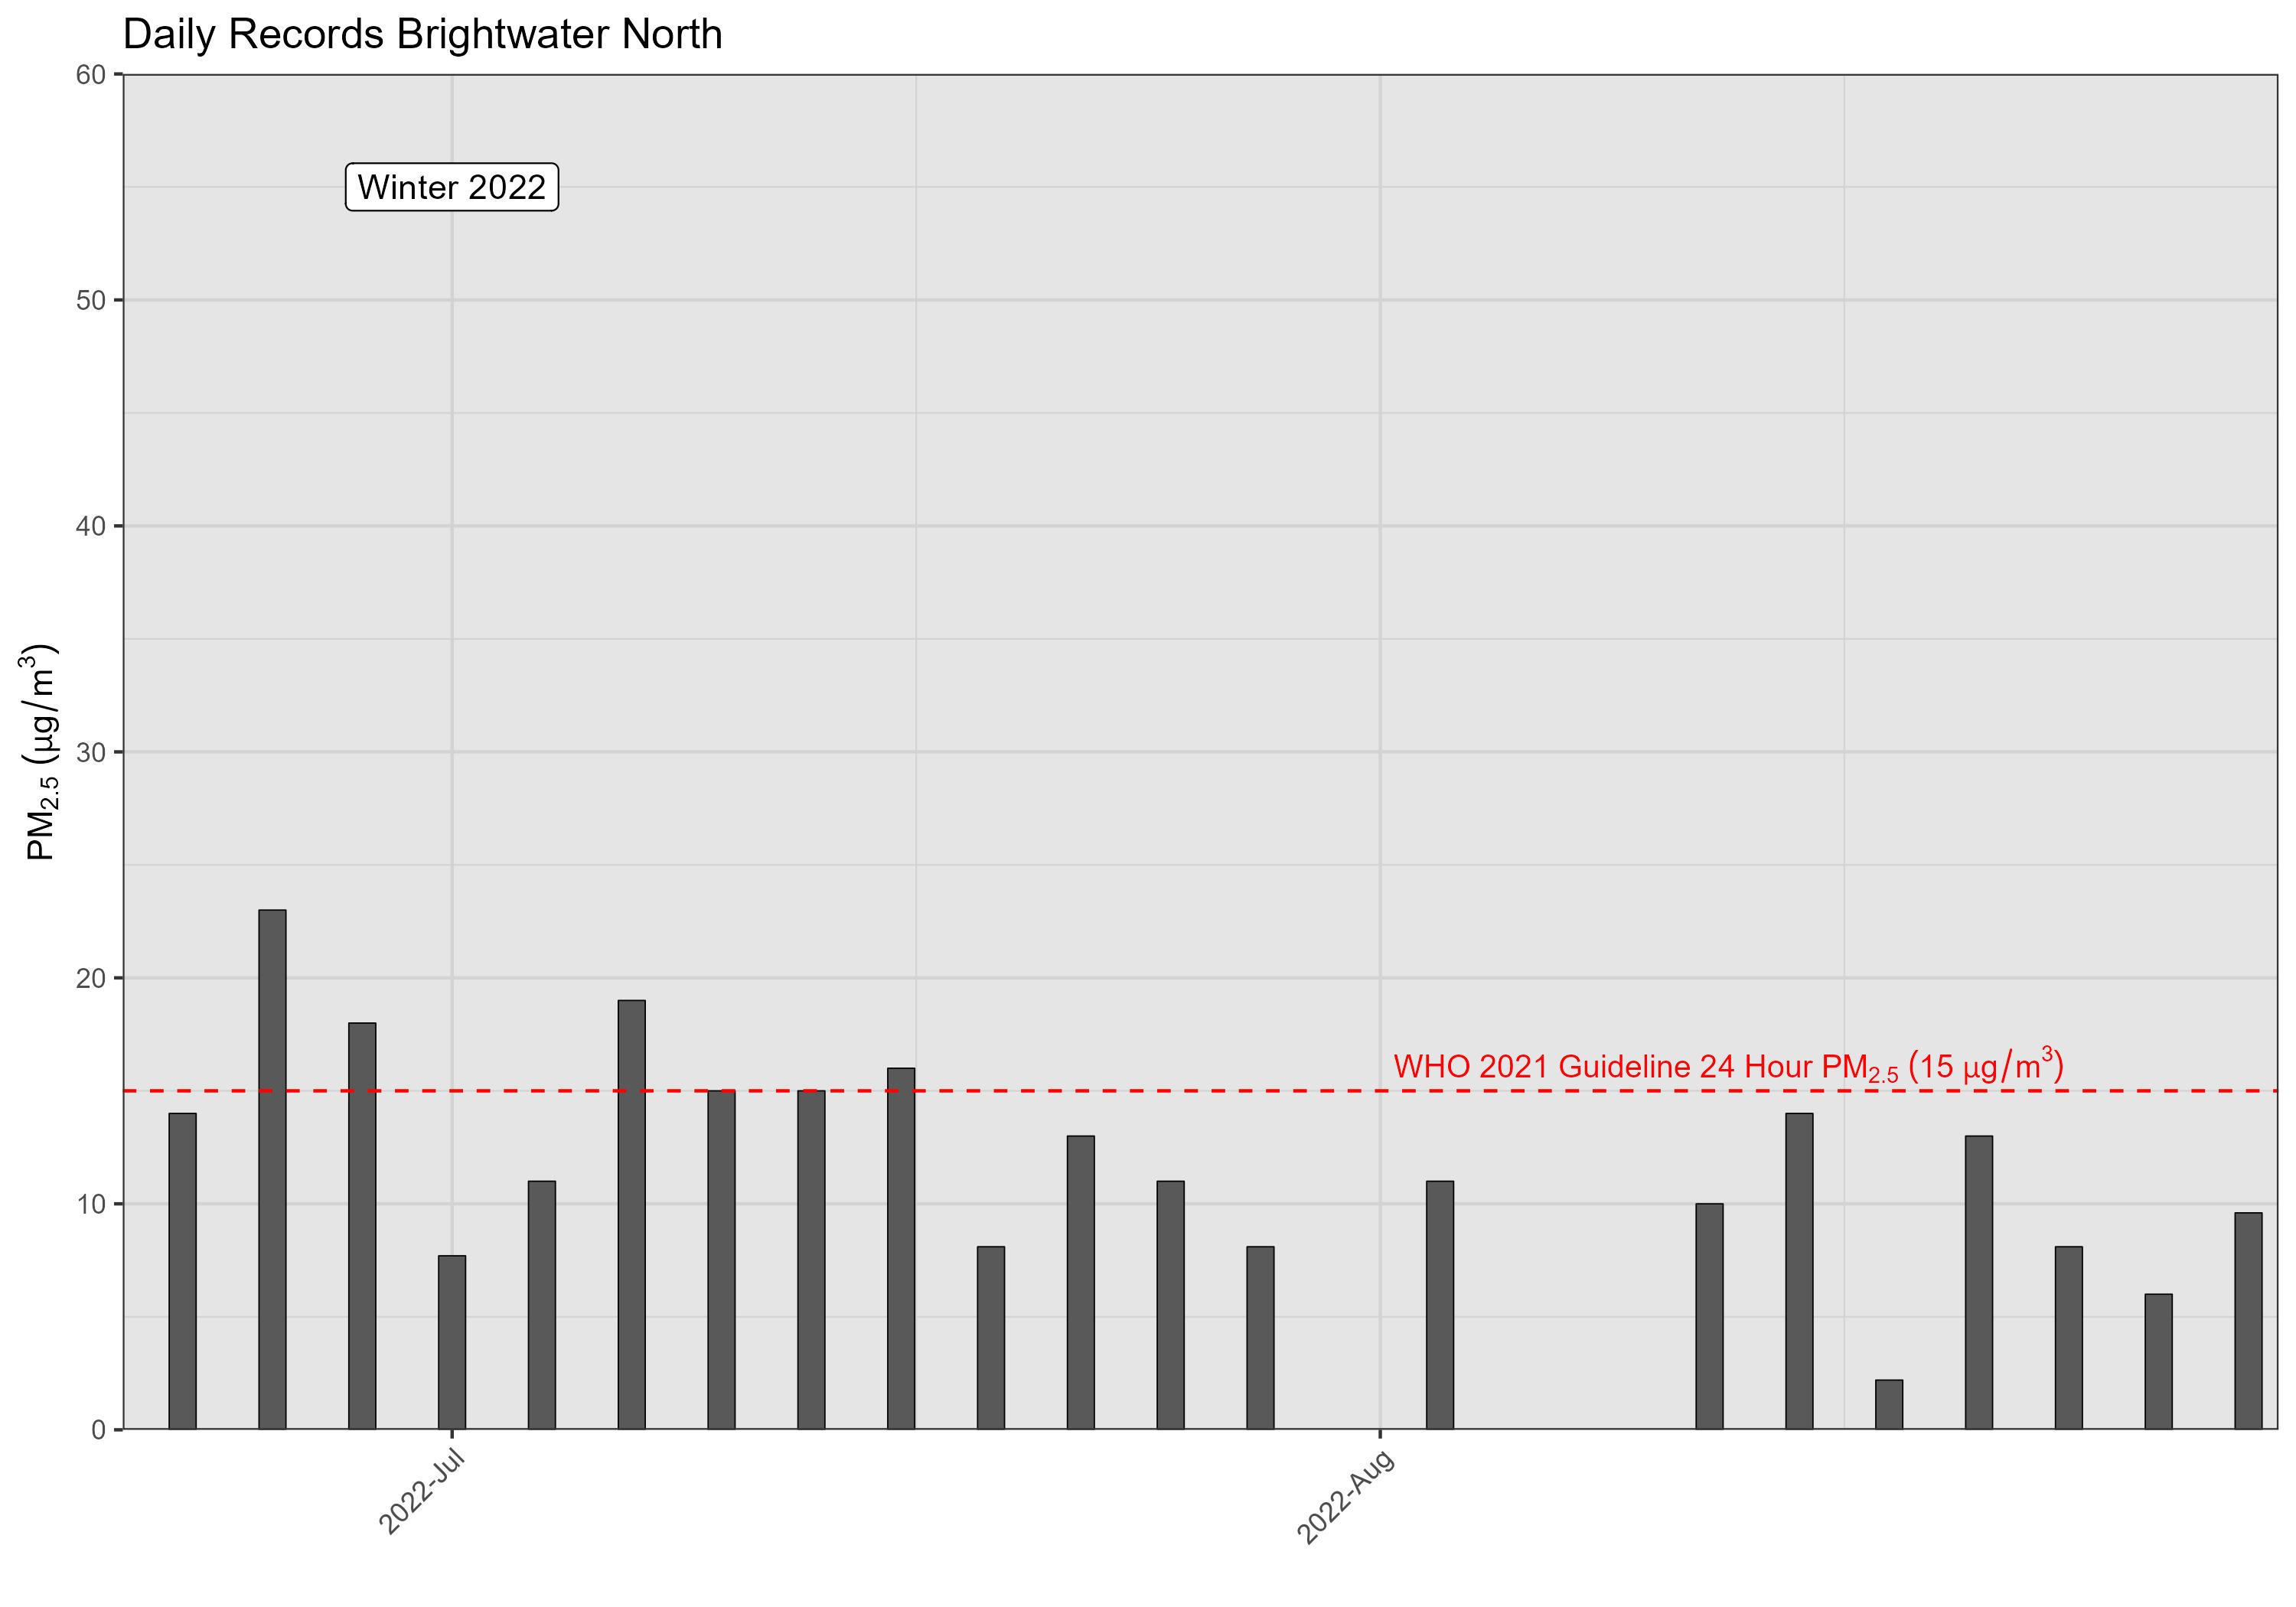 Daily Records Brightwater North
60
Winter 2022
50
40
PM2.5 (µg/m³)
30
20
WHO 2021 Guideline 24 Hour PM2.5 (15 µg/m³)
10
0
2022-Jul
2022-Aug